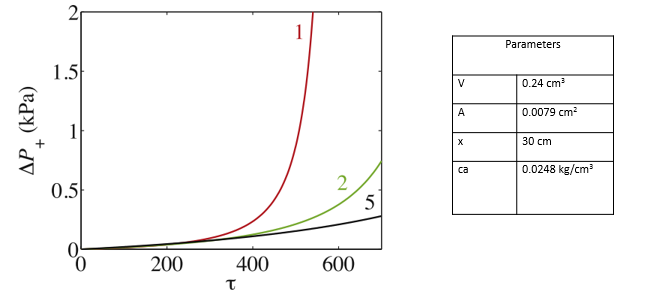 2
1.5
1
0.5
0
ΔP+ (kPa)
1
2
5
0 200 400 600
τ
Parameters
V 0.24 cm³
A 0.0079 cm²
x 30 cm
ca 0.0248 kg/cm³